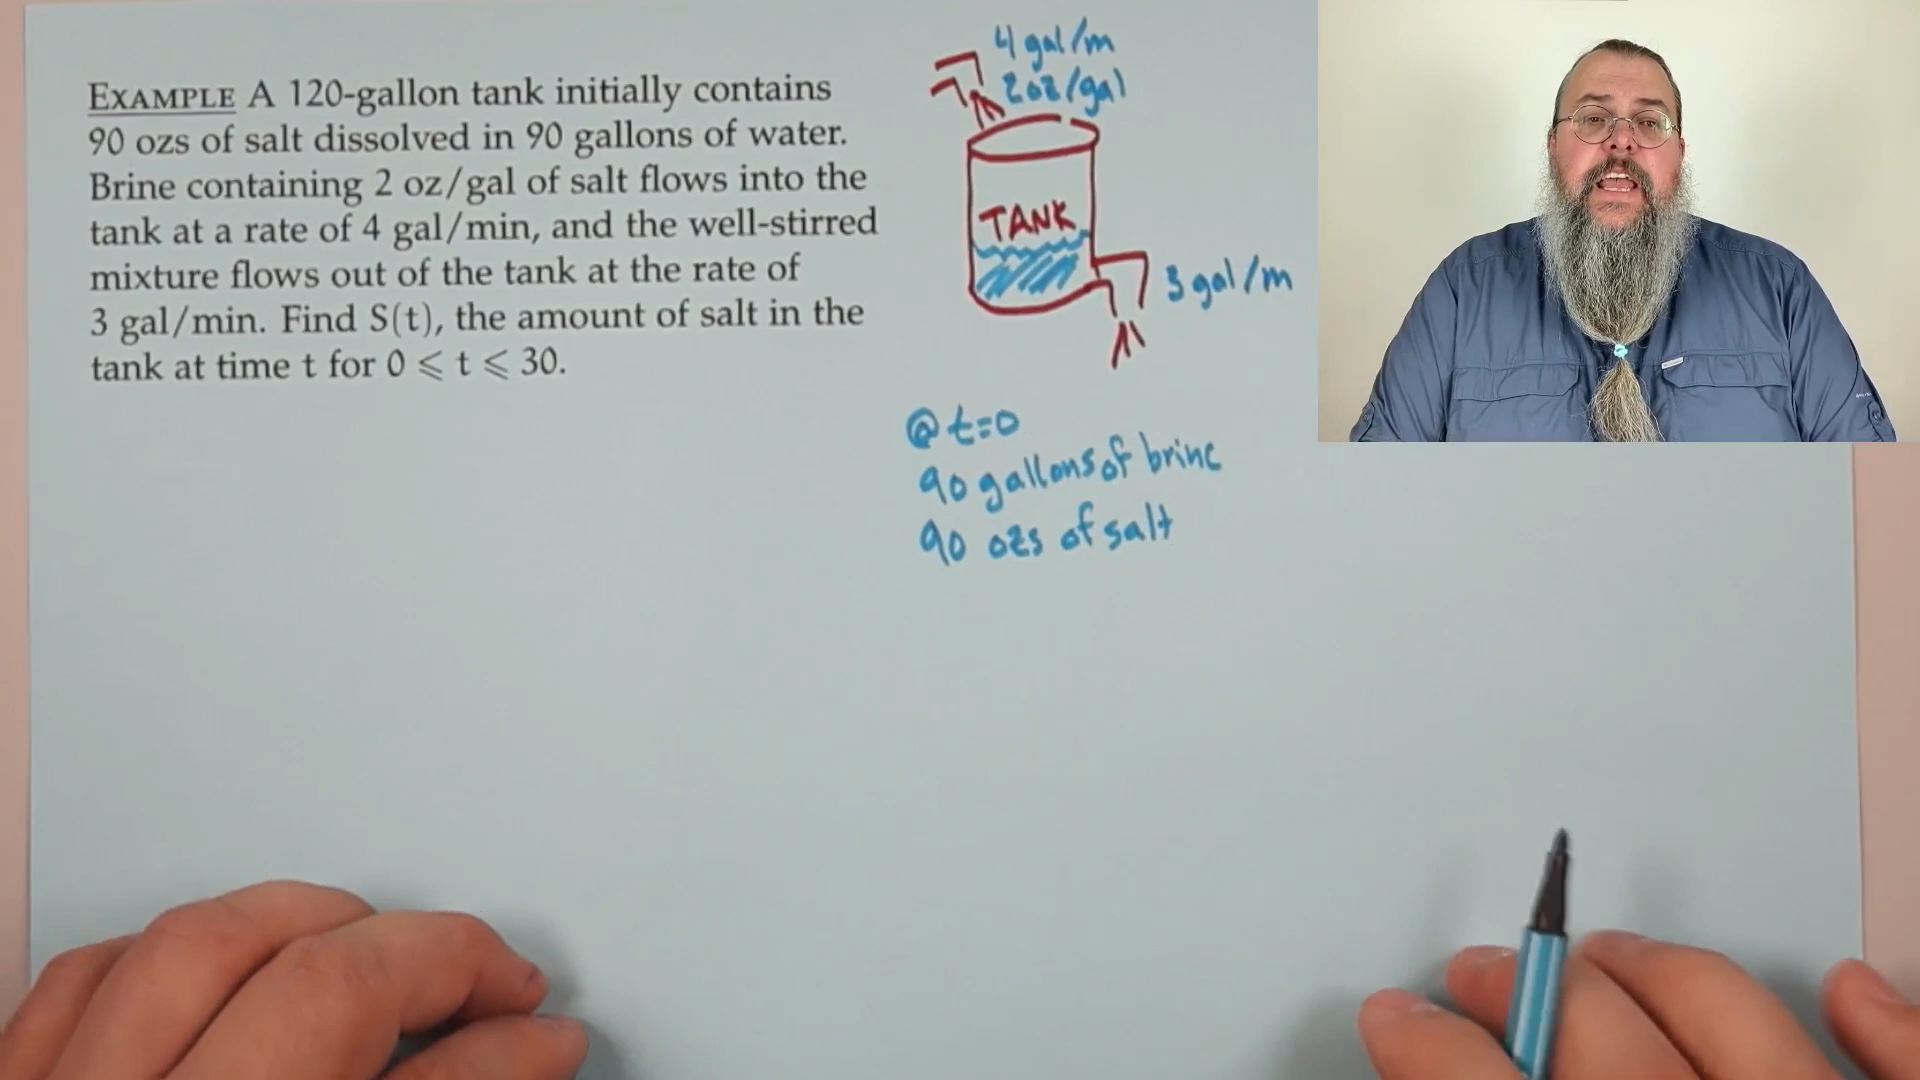 EXAMPLE A 120-gallon tank initially contains
90 ozs of salt dissolved in 90 gallons of water.
Brine containing 2 oz/gal of salt flows into the
tank at a rate of 4 gal/min, and the well-stirred
mixture flows out of the tank at the rate of
3 gal/min. Find S(t), the amount of salt in the
tank at time t for 0 ⩽ t ⩽ 30.
4 gal/m
2oz/gal
TANK
3 gal/m
@ t=0
90 gallons of brine
90 ozs of salt